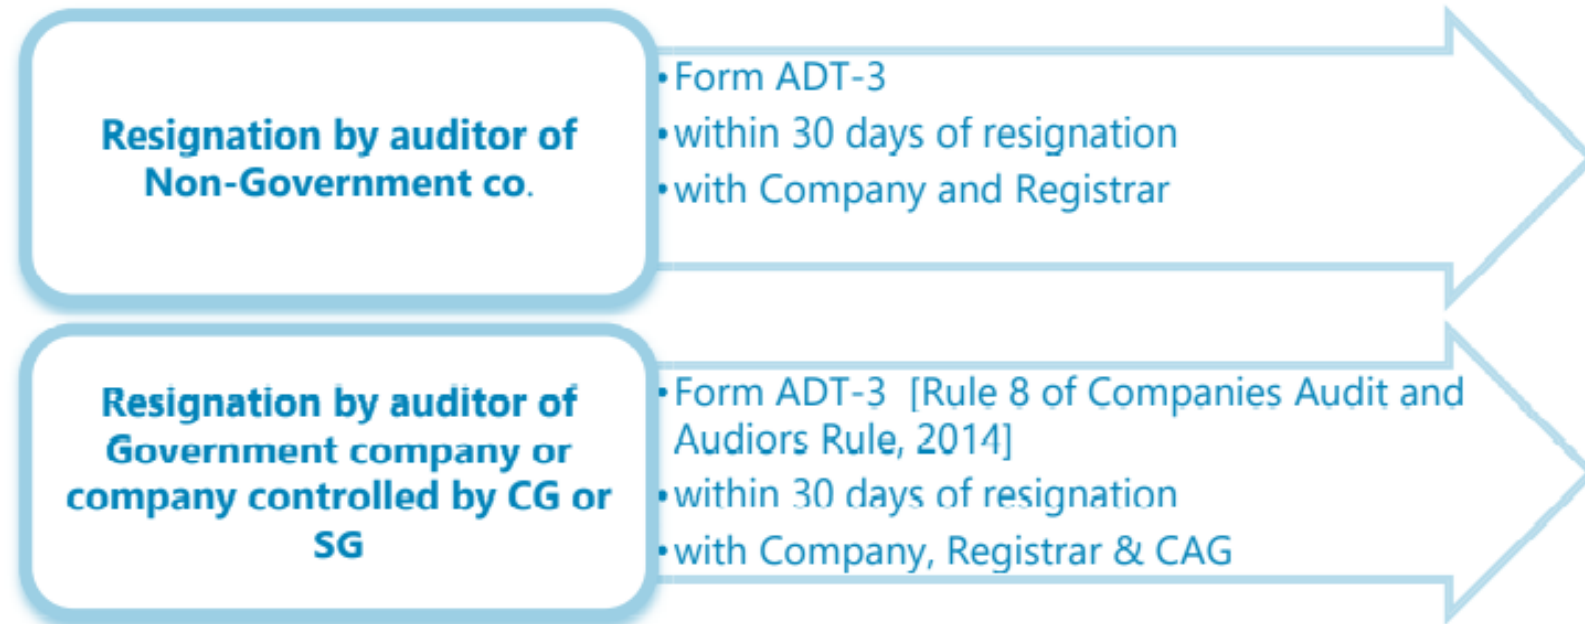 Resignation by auditor of
Non-Government co.
•Form ADT-3
•within 30 days of resignation
•with Company and Registrar
Resignation by auditor of
Government company or
company controlled by CG or
SG
•Form ADT-3 [Rule 8 of Companies Audit and
Audiors Rule, 2014]
•within 30 days of resignation
•with Company, Registrar & CAG